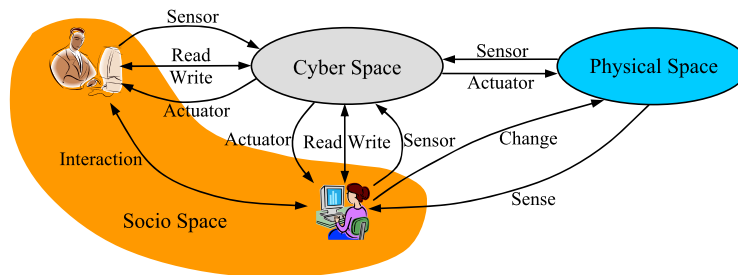 Sensor
Read
Write
Actuator
Cyber Space
Sensor
Actuator
Physical Space
Actuator
Read Write
Sensor
Change
Interaction
Sense
Socio Space